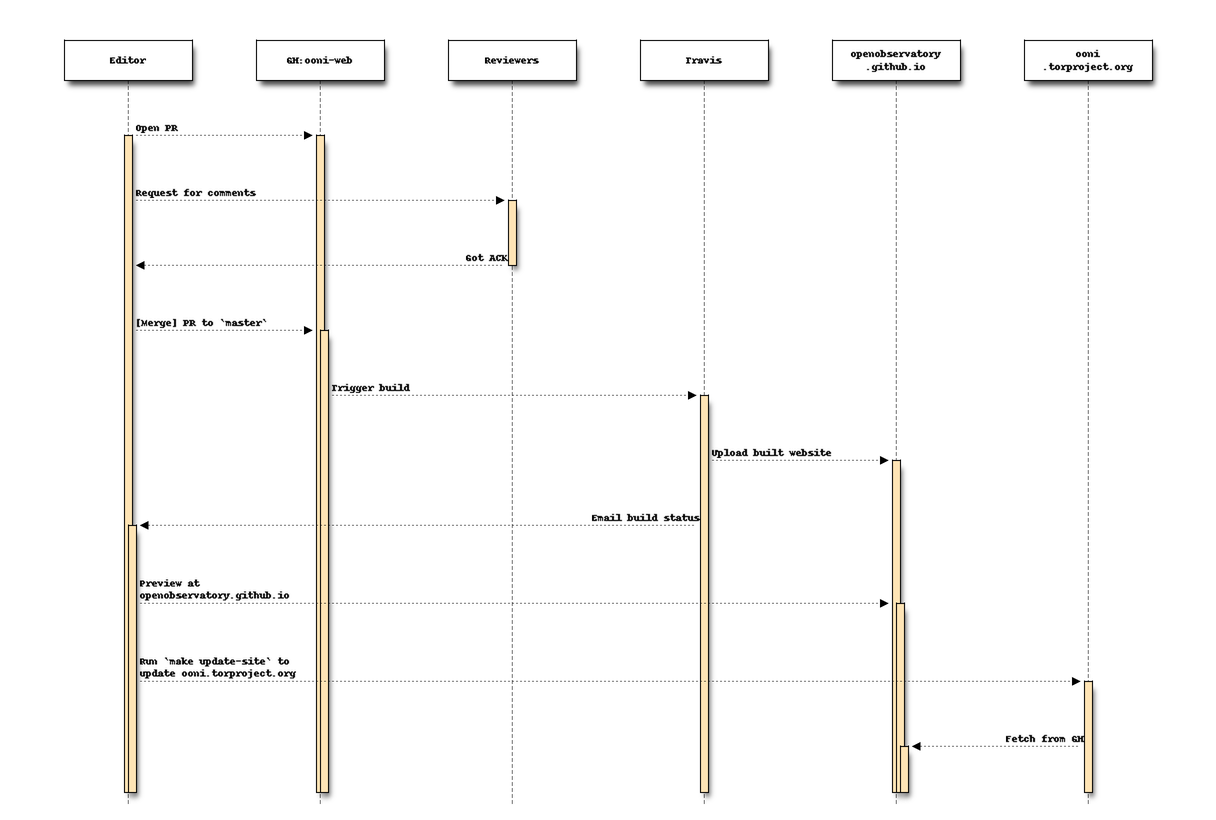 Editor
GH:ooni-web
Reviewers
Travis
openobservatory
.github.io
ooni
.torproject.org
Open PR
Request for comments
Got ACK
[Merge] PR to `master`
Trigger build
Upload built website
Email build status
Preview at
openobservatory.github.io
Run `make update-site` to
update ooni.torproject.org
Fetch from GH